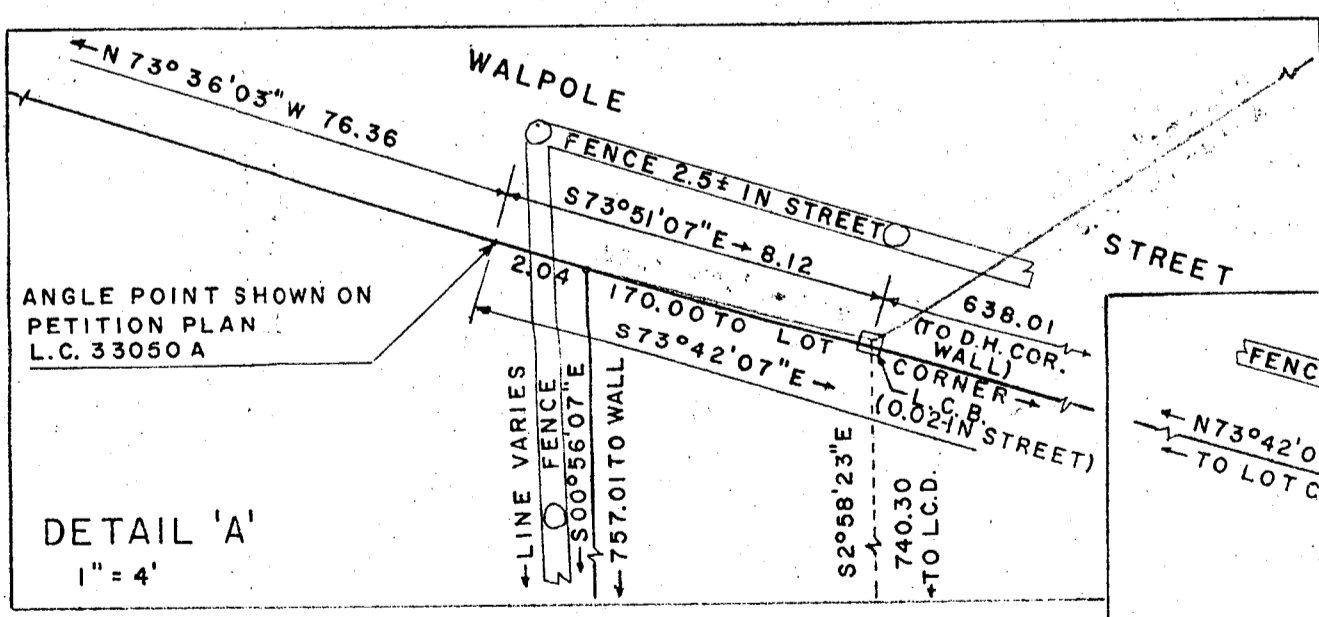 N 73° 36'03" W 76.36
WALPOLE
FENCE 2.5± IN STREET
S 73°51'07"E 8.12
STREET
ANGLE POINT SHOWN ON
PETITION PLAN
L.C. 33050 A
2.04
170.00 TO LOT
CORNER
S 73°42'07"E
638.01
(TO D.H. COR.
WALL)
L.C.B.
(0.02 IN STREET)
LINE VARIES
FENCE
S00°56'07"E
757.01 TO WALL
S2°58'23"E
740.30
TO L.C.D.
DETAIL 'A'
1" = 4'
FENC
N73°42'0
TO LOT C